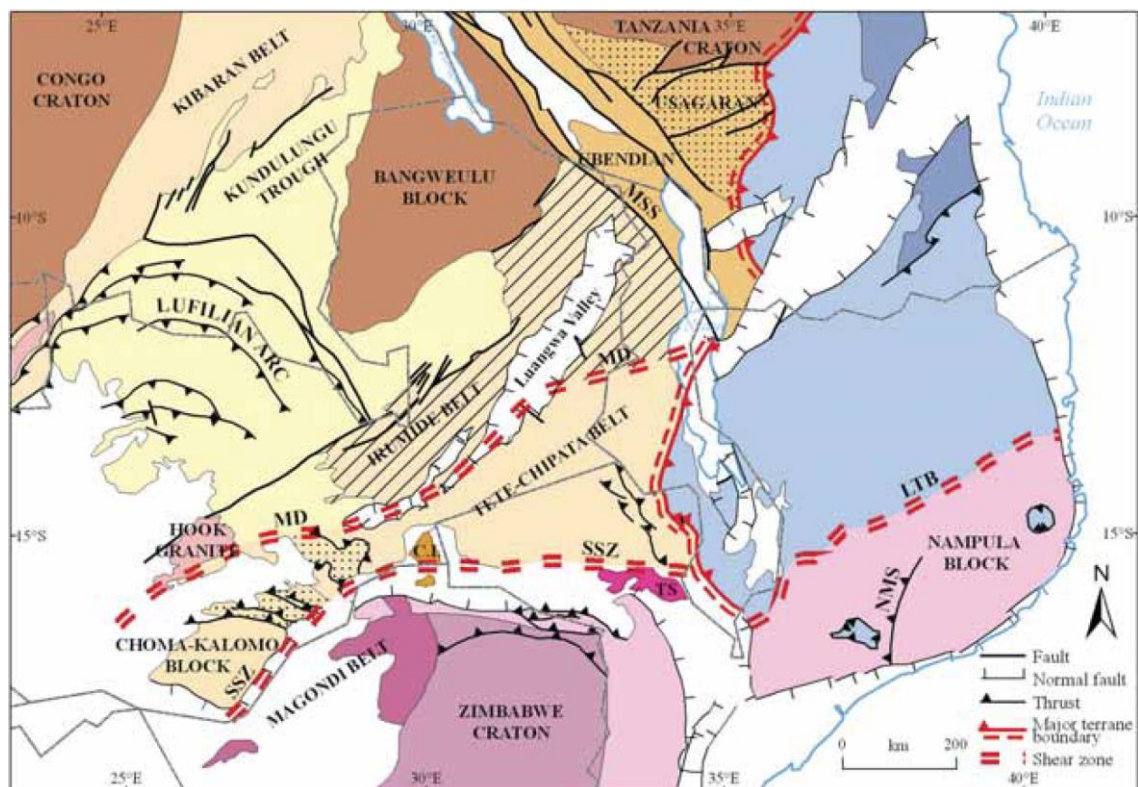 25°E
30°E
35°E
40°E
TANZANIA
CRATON
CONGO
CRATON
KIBARAN BELT
USAGARAN
Indian
Ocean
KUNDULUNGU
TROUGH
UBENDIAN
BANGWEULU
BLOCK
MSS
10°S
10°S
LUFILIAN ARC
Luangwa Valley
MD
IRUMIDE BELT
TETE-CHIPATA BELT
LTB
HOOK
GRANITE
MD
15°S
15°S
C.I.
SSZ
NAMPULA
BLOCK
TS
NMS
N
CHOMA-KALOMO
BLOCK
SSZ
MAGONDI BELT
ZIMBABWE
CRATON
Fault
Normal fault
Thrust
Major terrane
boundary
Shear zone
0
km
200
25°E
30°E
35°E
40°E